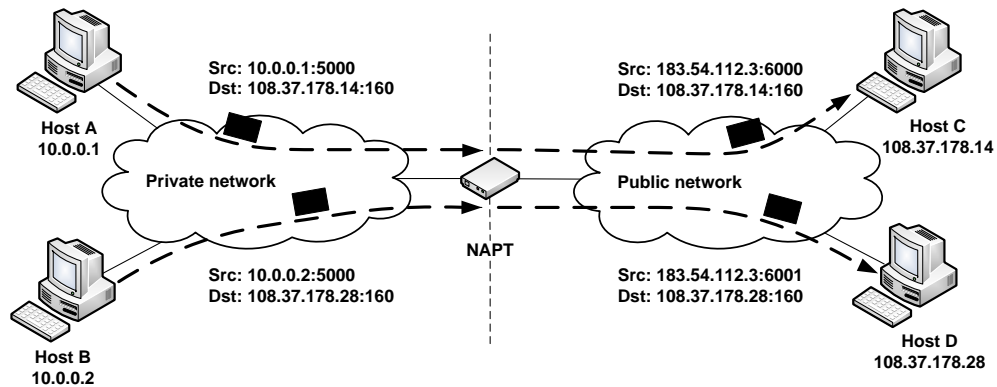 Src: 10.0.0.1:5000
Dst: 108.37.178.14:160
Src: 183.54.112.3:6000
Dst: 108.37.178.14:160
Host A
10.0.0.1
Host C
108.37.178.14
Private network
Public network
NAPT
Src: 10.0.0.2:5000
Dst: 108.37.178.28:160
Src: 183.54.112.3:6001
Dst: 108.37.178.28:160
Host B
10.0.0.2
Host D
108.37.178.28